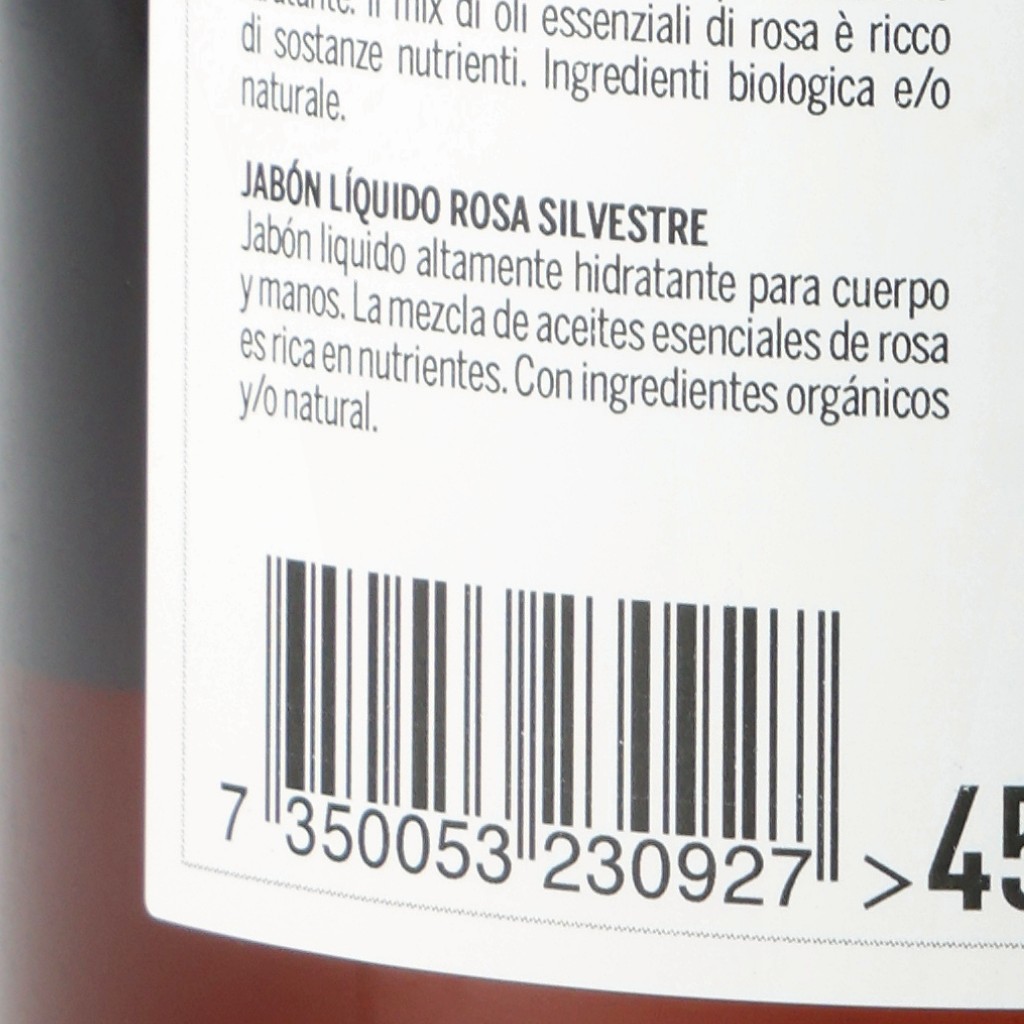 Il mix di oli essenziali di rosa è ricco
di sostanze nutrienti. Ingredienti biologica e/o
naturale.
JABÓN LÍQUIDO ROSA SILVESTRE
Jabón liquido altamente hidratante para cuerpo
y manos. La mezcla de aceites esenciales de rosa
es rica en nutrientes. Con ingredientes orgánicos
y/o natural.
7 350053 230927 >
45